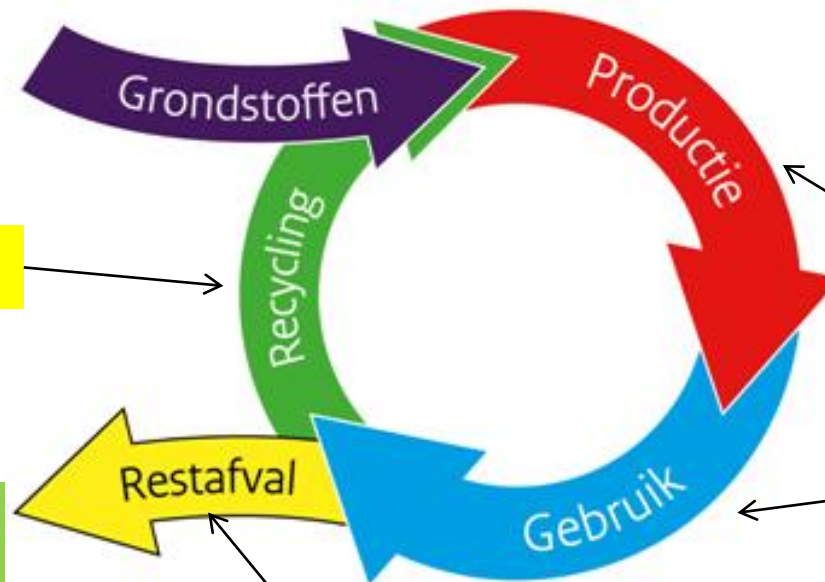 Grondstoffen
Productie
Recycling
Restafval
Gebruik